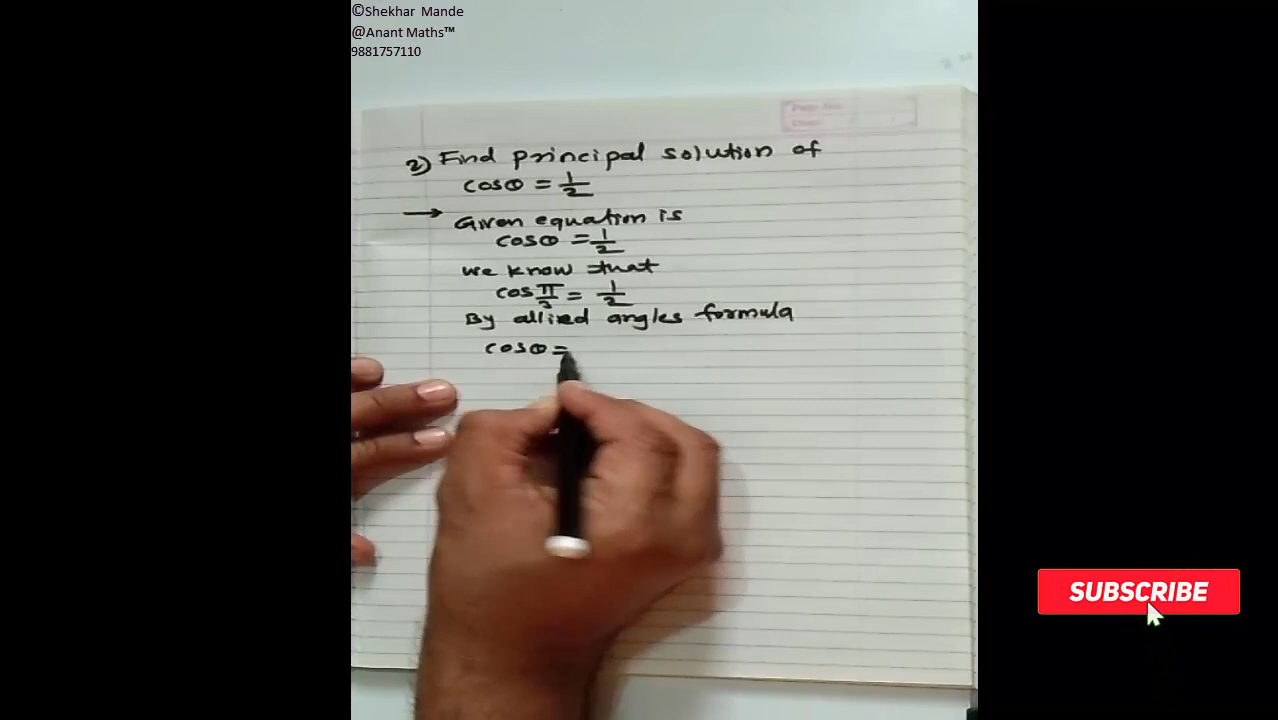 ©Shekhar Mande
@Anant Maths™
9881757110
2) Find principal solution of
cosθ = 1/2
→ Given equation is
cosθ = 1/2
we know that
cos π/3 = 1/2
By allied angles formula
cosθ =
SUBSCRIBE